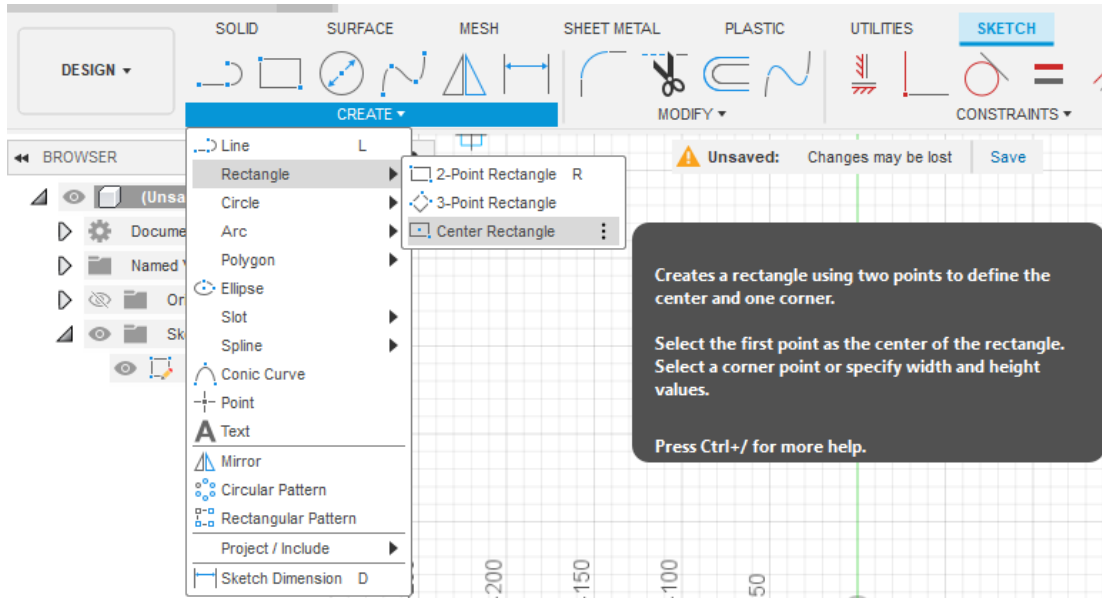 SOLID SURFACE MESH SHEET METAL PLASTIC UTILITIES SKETCH
DESIGN
CREATE MODIFY CONSTRAINTS
BROWSER
Unsaved: Changes may be lost Save
(Unsa
Docume
Named
Or
Sk
Line L
Rectangle
Circle
Arc
Polygon
Ellipse
Slot
Spline
Conic Curve
Point
Text
Mirror
Circular Pattern
Rectangular Pattern
Project / Include
Sketch Dimension D
2-Point Rectangle R
3-Point Rectangle
Center Rectangle
Creates a rectangle using two points to define the
center and one corner.
Select the first point as the center of the rectangle.
Select a corner point or specify width and height
values.
Press Ctrl+/ for more help.
200
150
100
50